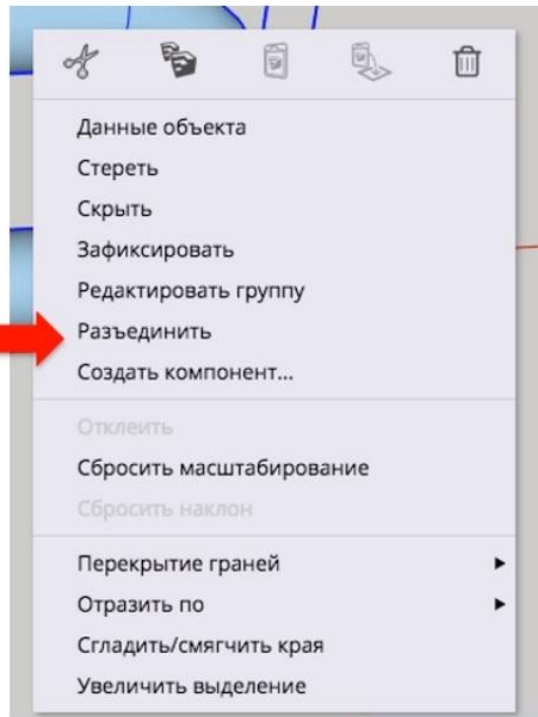 Данные объекта
Стереть
Скрыть
Зафиксировать
Редактировать группу
Разъединить
Создать компонент...
Отклеить
Сбросить масштабирование
Сбросить наклон
Перекрытие граней
Отразить по
Сгладить/смягчить края
Увеличить выделение